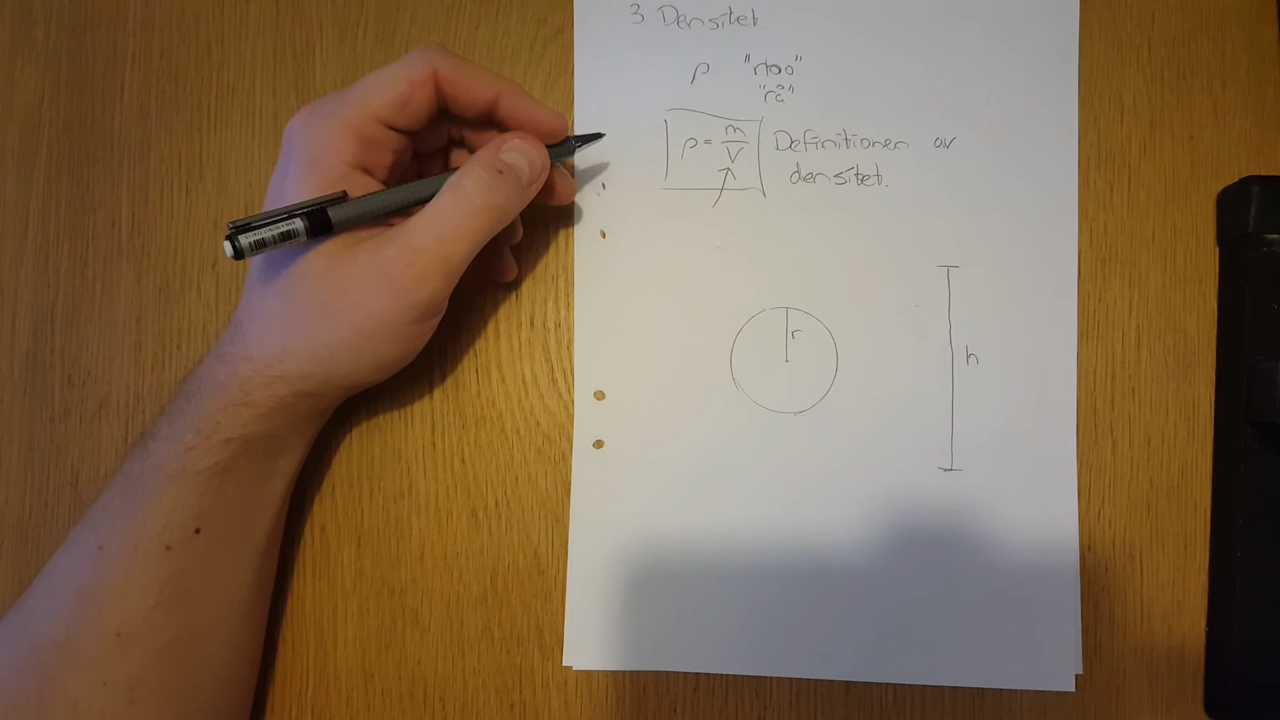 3 Densitet
ρ "rhoo"
"rå"
ρ = m/V Definitionen av
densitet.
r
h